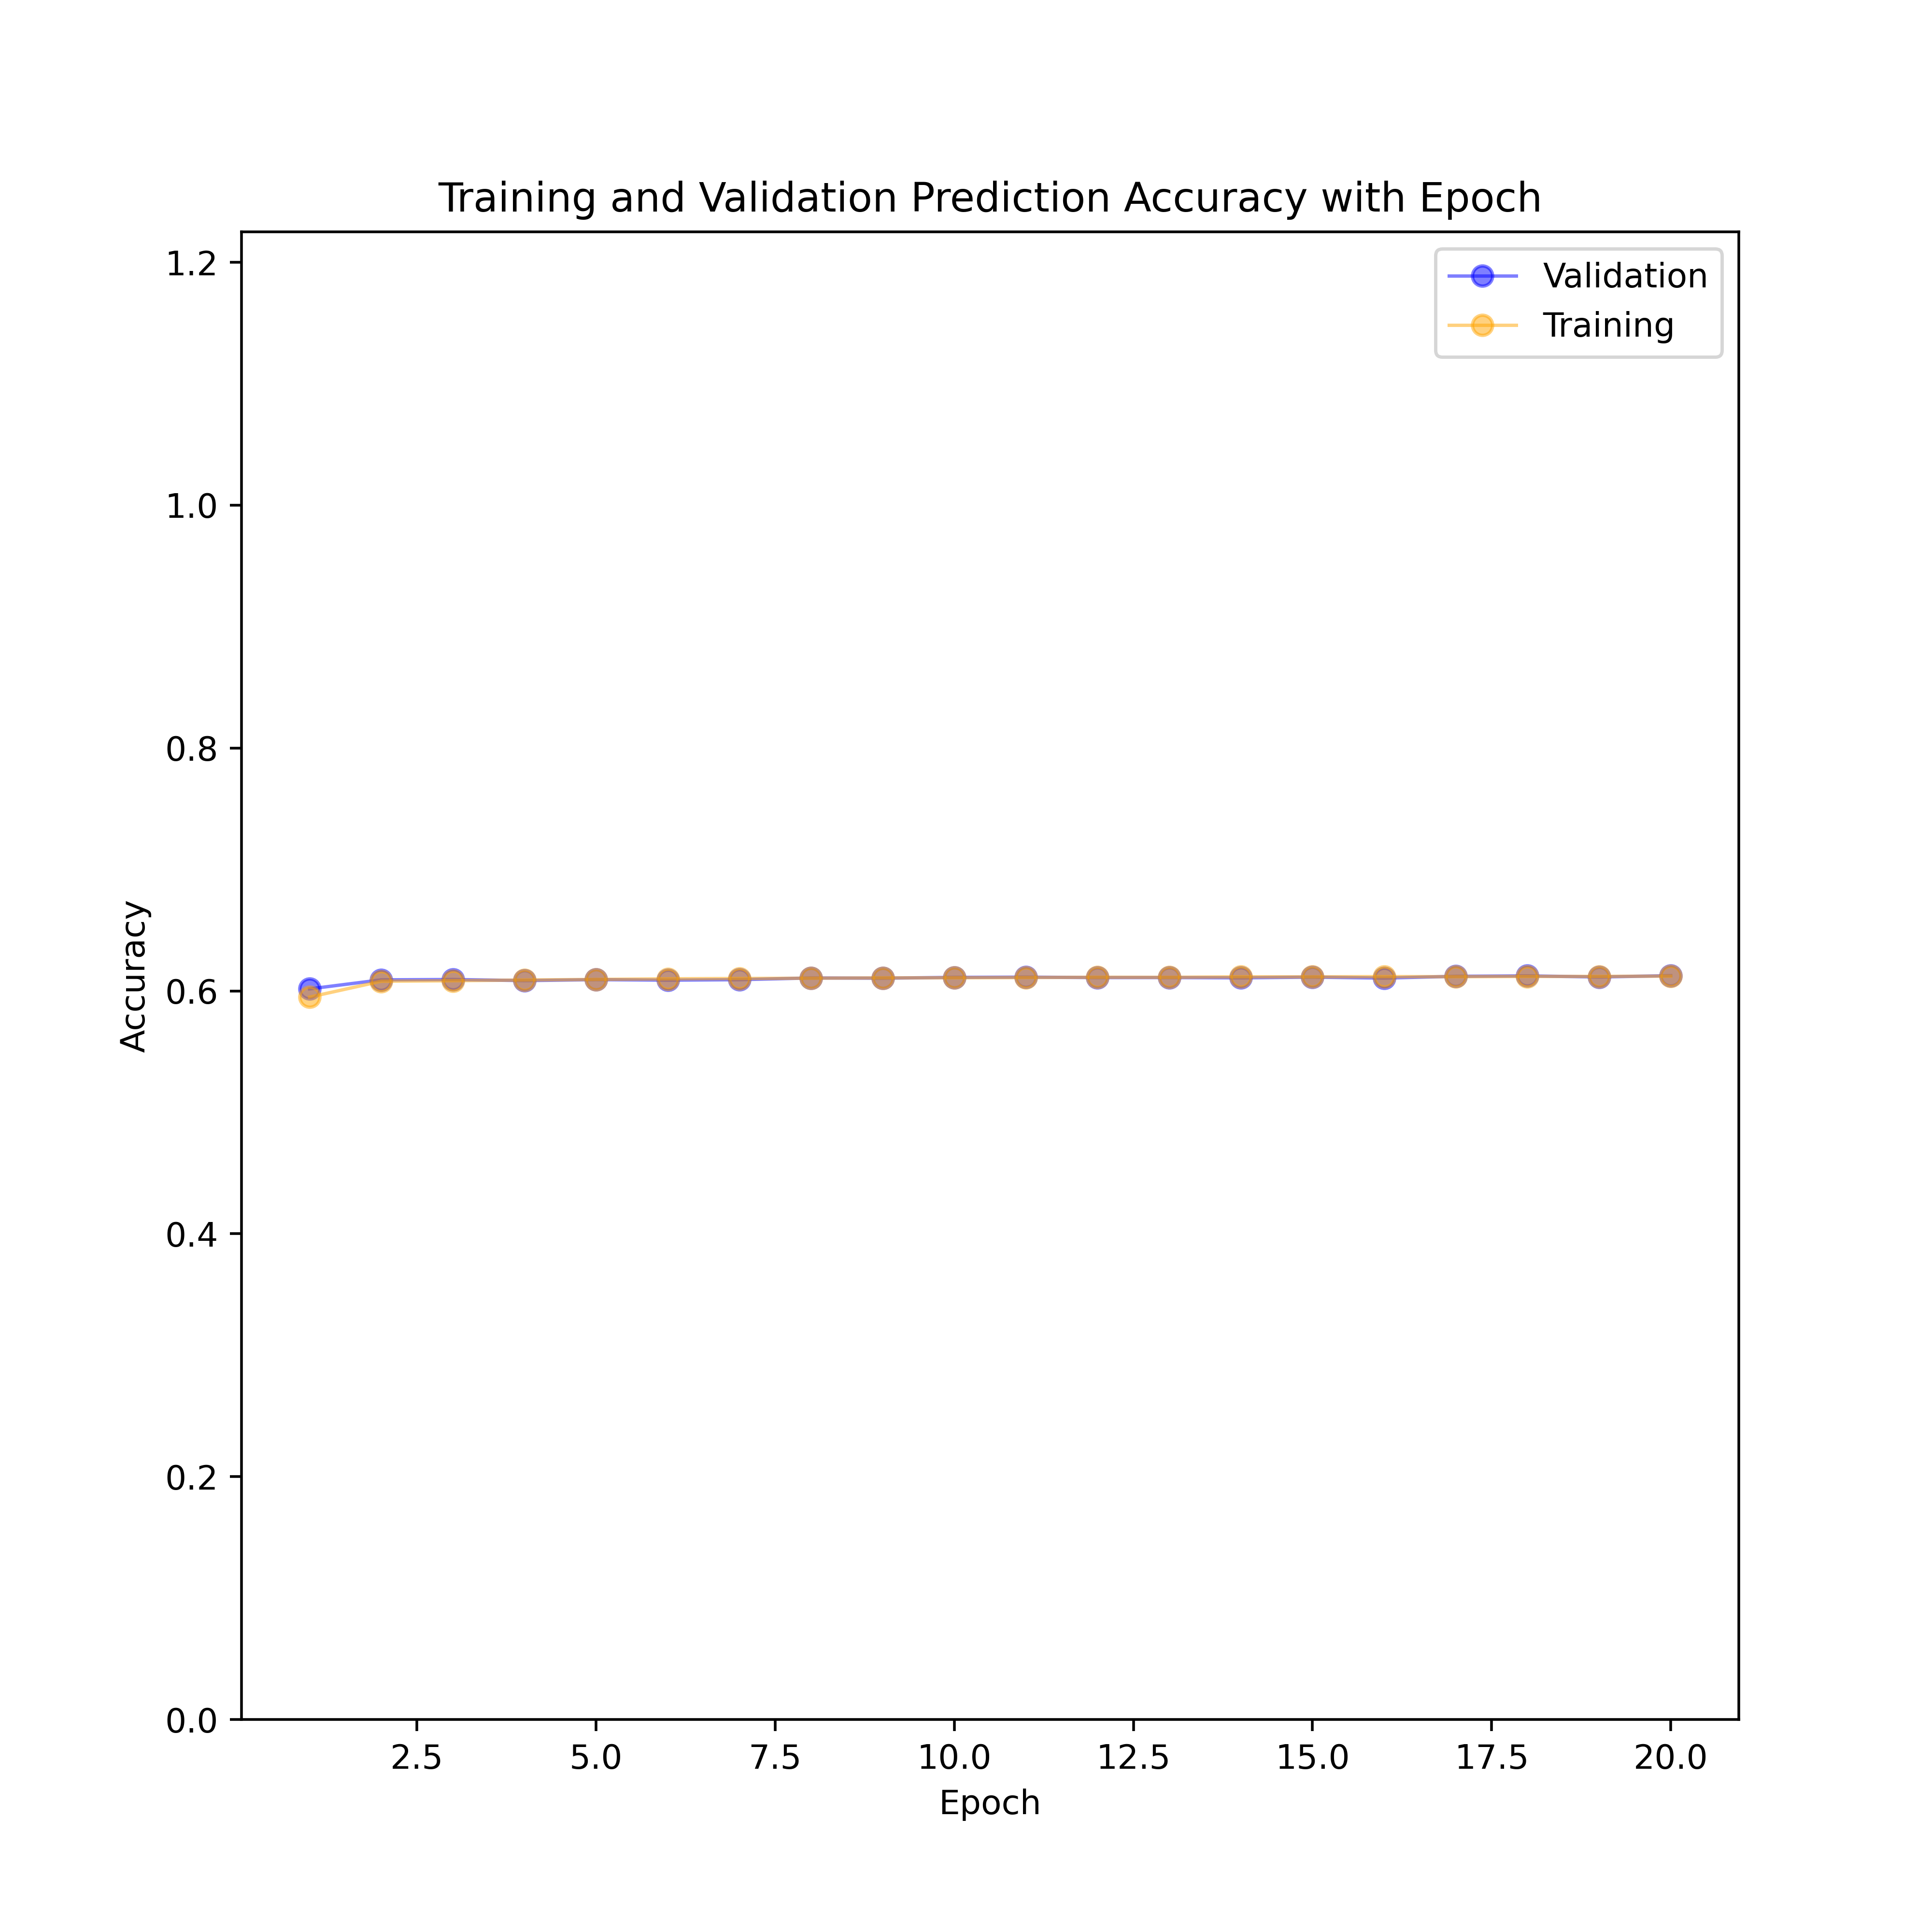 Training and Validation Prediction Accuracy with Epoch
Validation
Training
1.2
1.0
0.8
0.6
0.4
0.2
0.0
Accuracy
2.5 5.0 7.5 10.0 12.5 15.0 17.5 20.0
Epoch